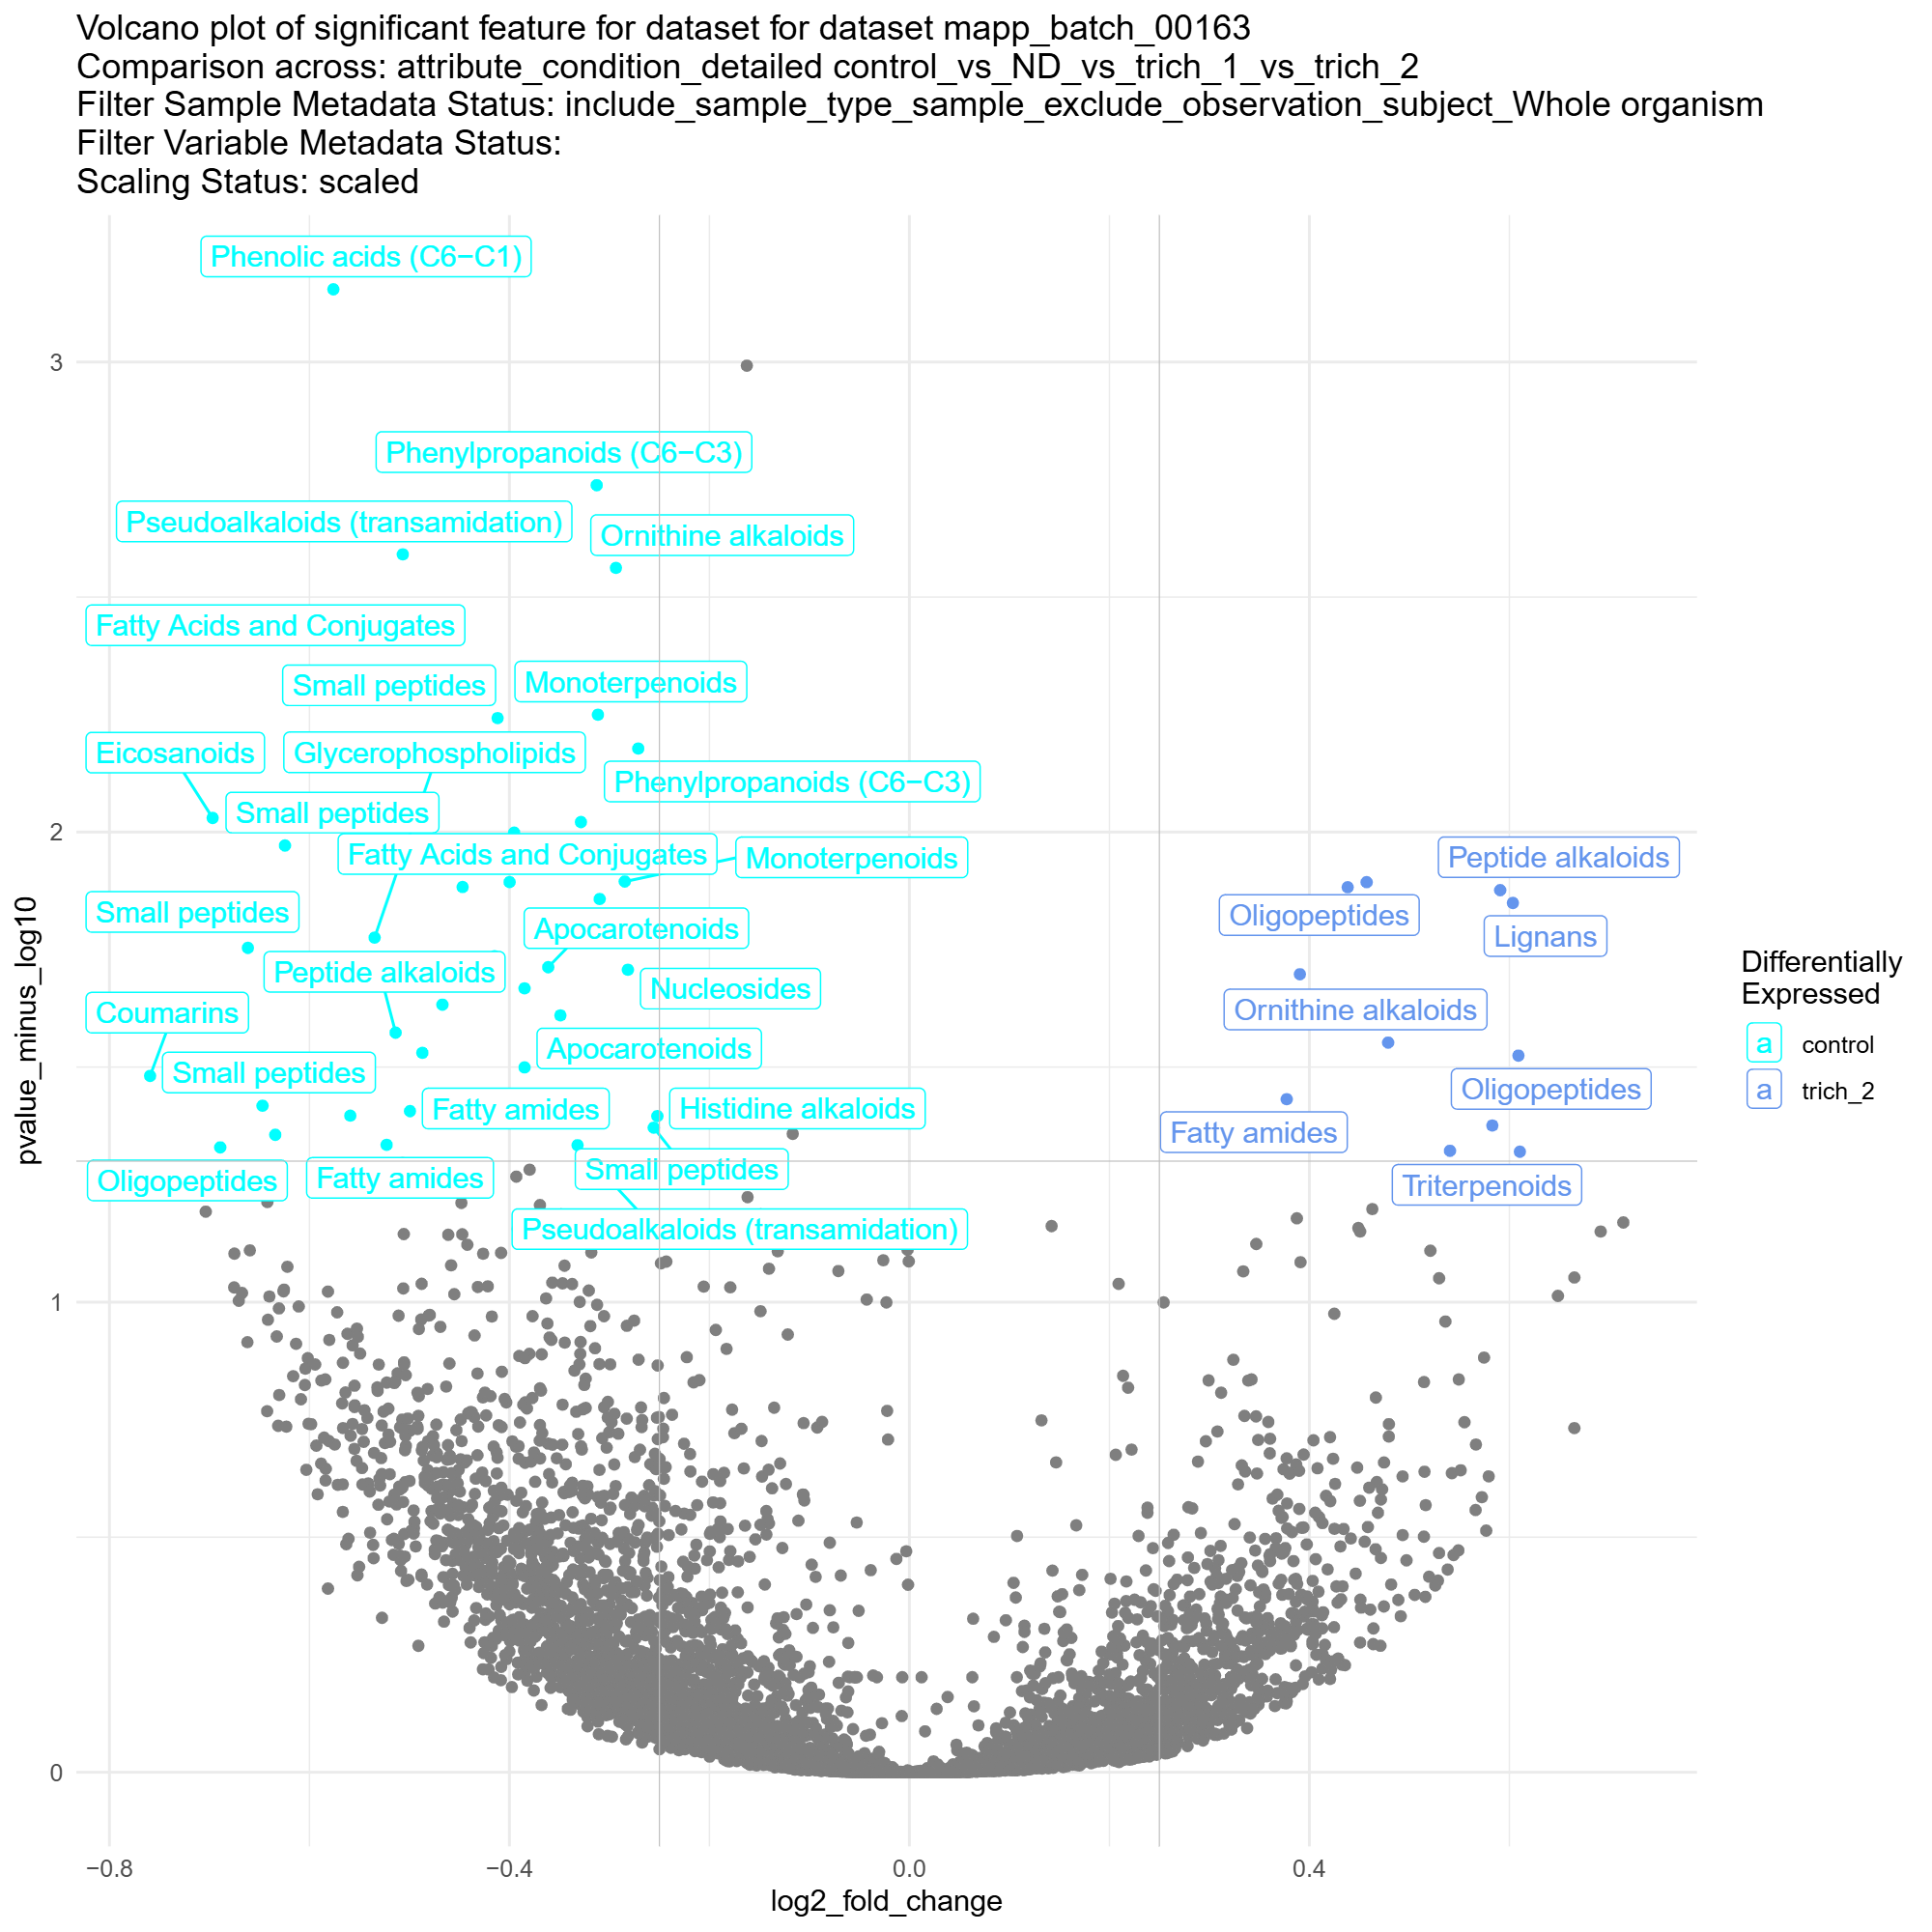 Volcano plot of significant feature for dataset for dataset mapp_batch_00163
Comparison across: attribute_condition_detailed control_vs_ND_vs_trich_1_vs_trich_2
Filter Sample Metadata Status: include_sample_type_sample_exclude_observation_subject_Whole organism
Filter Variable Metadata Status:
Scaling Status: scaled
Phenolic acids (C6−C1)
3
Phenylpropanoids (C6−C3)
Pseudoalkaloids (transamidation)
Ornithine alkaloids
Fatty Acids and Conjugates
Small peptides
Monoterpenoids
Eicosanoids
Glycerophospholipids
Phenylpropanoids (C6−C3)
Small peptides
2
Fatty Acids and Conjugates
Monoterpenoids
Peptide alkaloids
Small peptides
Oligopeptides
Apocarotenoids
Lignans
Peptide alkaloids
Nucleosides
Coumarins
Ornithine alkaloids
Apocarotenoids
Small peptides
Oligopeptides
Fatty amides
Histidine alkaloids
Fatty amides
Small peptides
Oligopeptides
Fatty amides
Triterpenoids
Pseudoalkaloids (transamidation)
1
0
−0.8
−0.4
0.0
0.4
log2_fold_change
pvalue_minus_log10
Differentially
Expressed
a control
a trich_2